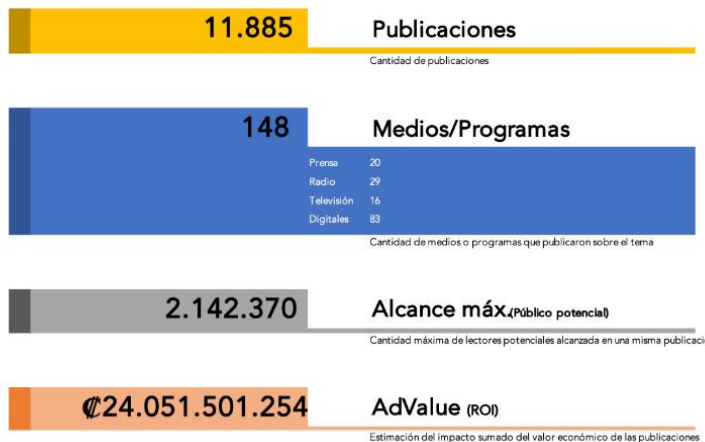 11.885 Publicaciones
Cantidad de publicaciones
148 Medios/Programas
Prensa 20
Radio 29
Televisión 16
Digitales 83
Cantidad de medios o programas que publicaron sobre el tema
2.142.370 Alcance máx.(Público potencial)
Cantidad máxima de lectores potenciales alcanzada en una misma publicaci
₡24.051.501.254 AdValue (ROI)
Estimación del impacto sumado del valor económico de las publicaciones